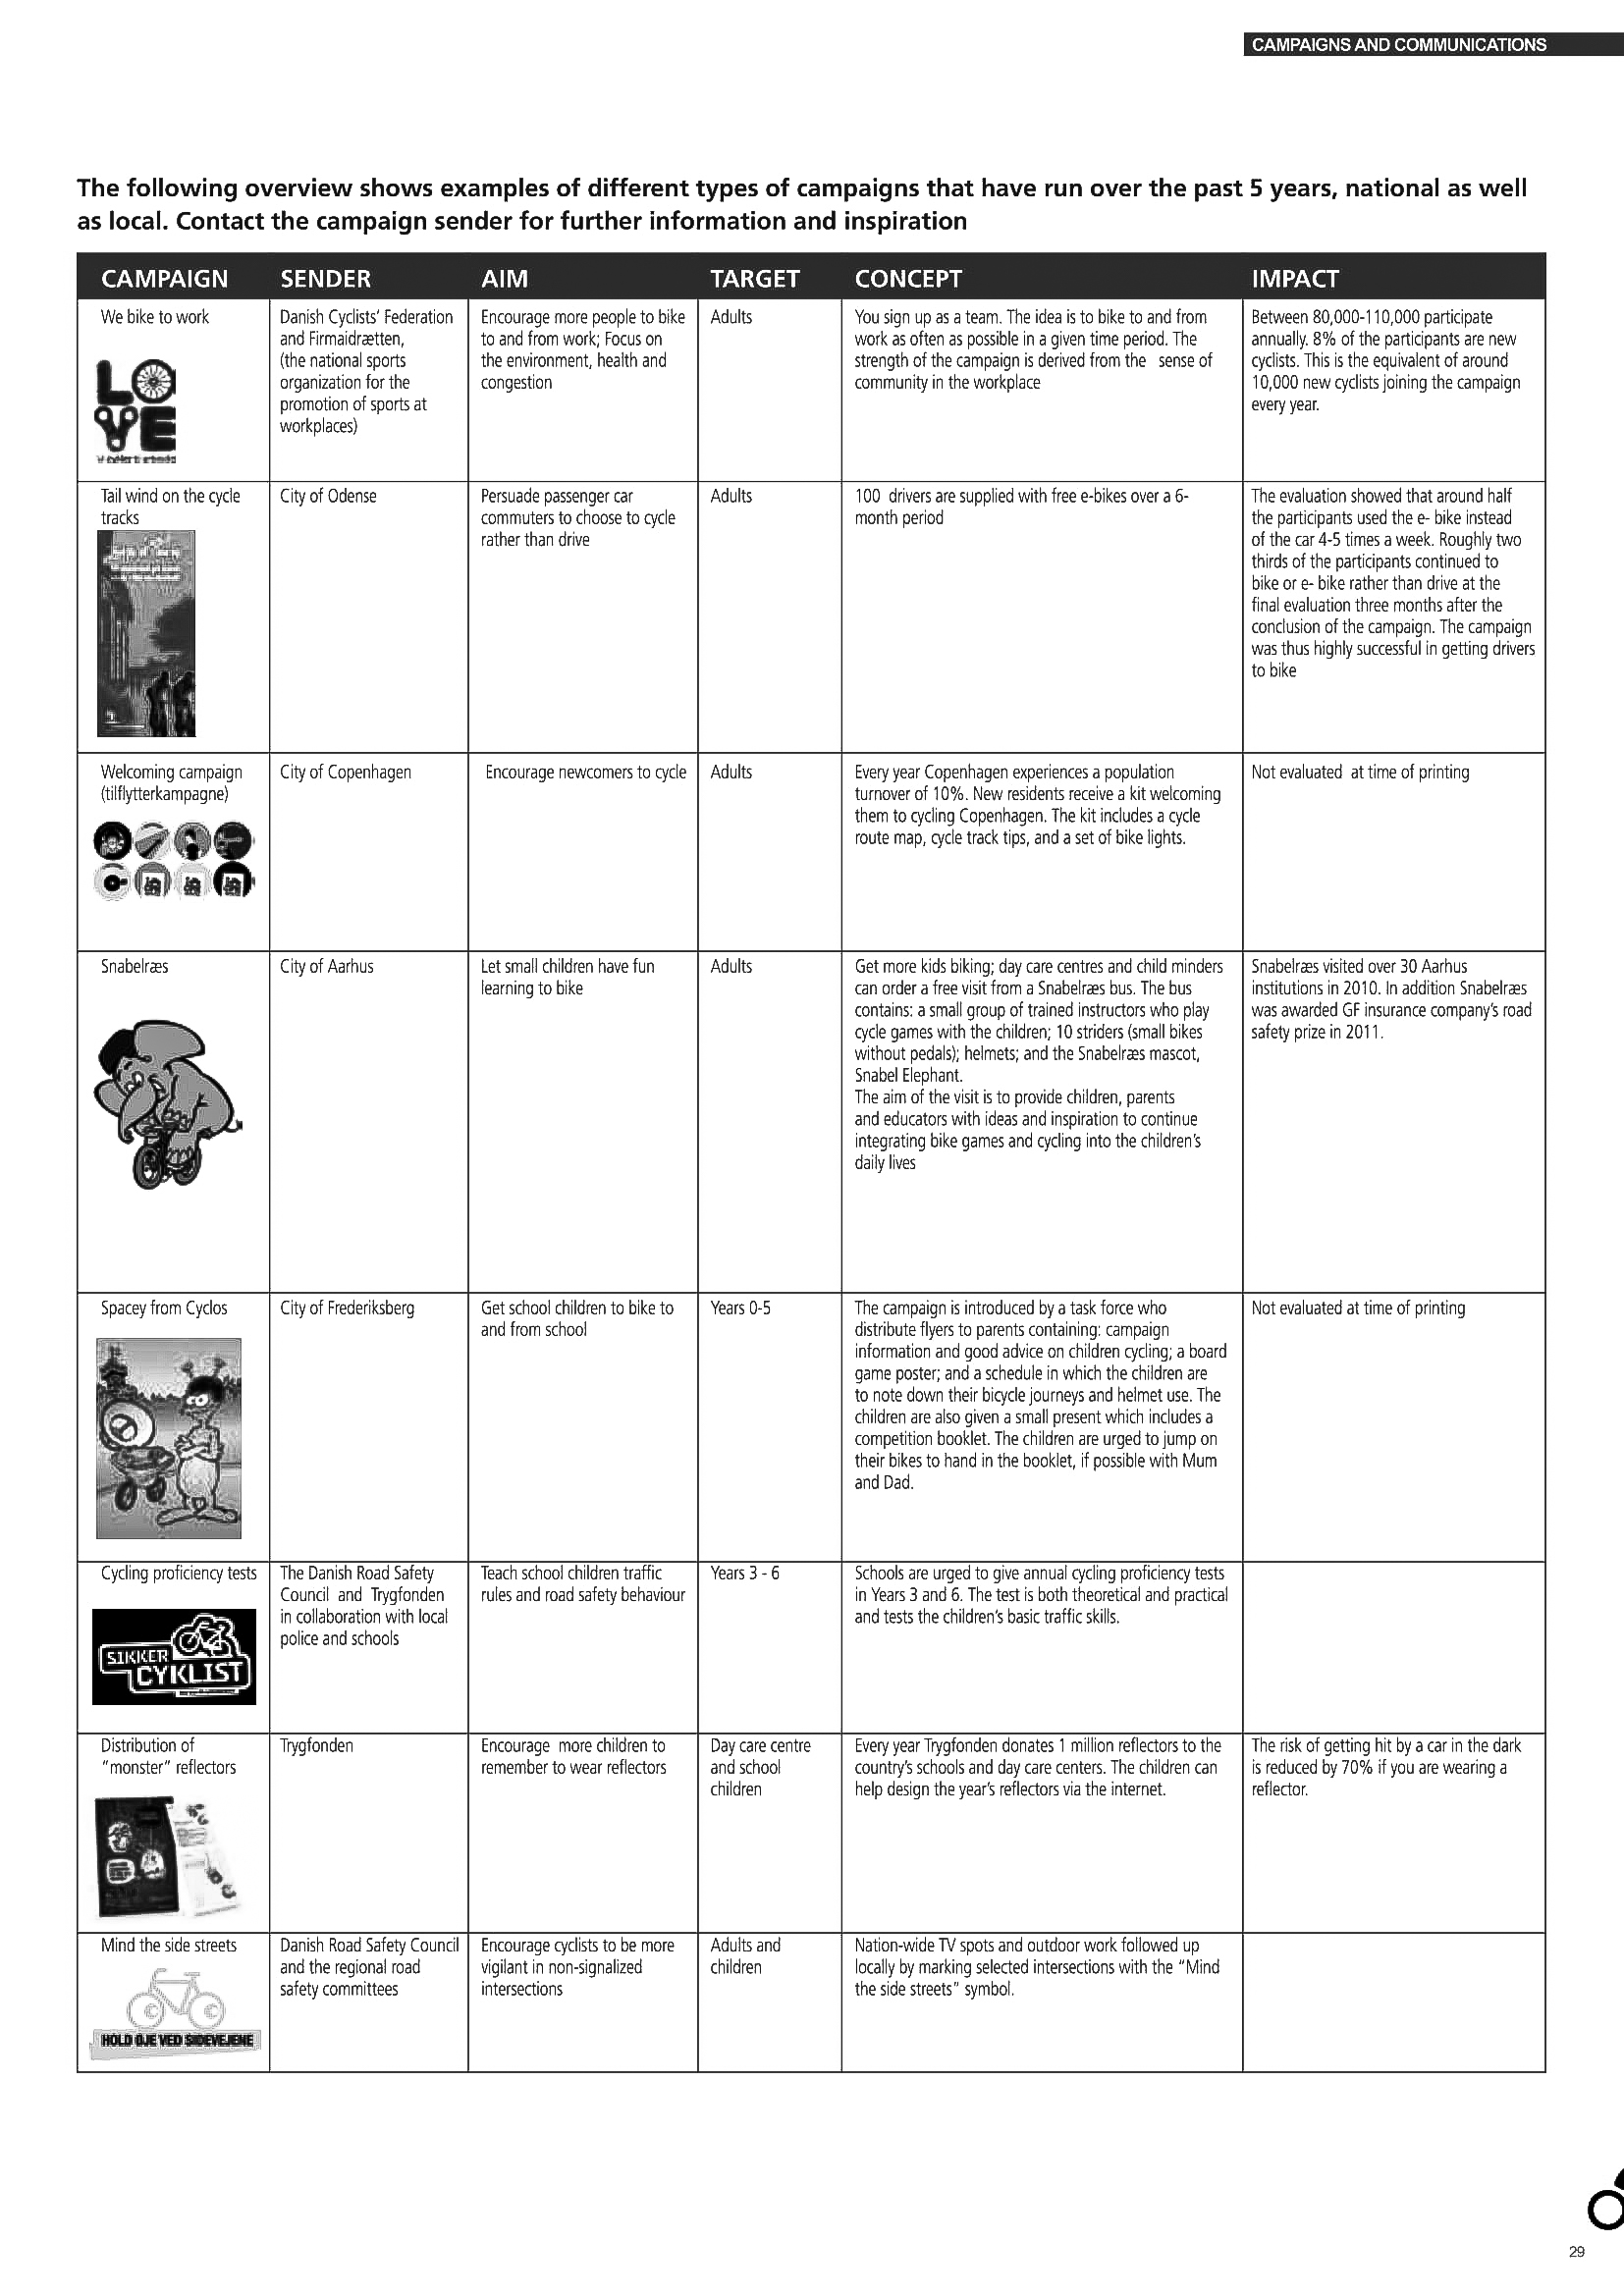 CAMPAIGNS AND COMMUNICATIONS
The following overview shows examples of different types of campaigns that have run over the past 5 years, national as well
as local. Contact the campaign sender for further information and inspiration
CAMPAIGN SENDER AIM TARGET CONCEPT IMPACT
We bike to work
LOVE
Danish Cyclists' Federation
and Firmaidrætten,
(the national sports
organization for the
promotion of sports at
workplaces)
Encourage more people to bike
to and from work; Focus on
the environment, health and
congestion
Adults
You sign up as a team. The idea is to bike to and from
work as often as possible in a given time period. The
strength of the campaign is derived from the sense of
community in the workplace
Between 80,000-110,000 participate
annually. 8% of the participants are new
cyclists. This is the equivalent of around
10,000 new cyclists joining the campaign
every year.
Tail wind on the cycle
tracks
City of Odense
Persuade passenger car
commuters to choose to cycle
rather than drive
Adults
100 drivers are supplied with free e-bikes over a 6-
month period
The evaluation showed that around half
the participants used the e- bike instead
of the car 4-5 times a week. Roughly two
thirds of the participants continued to
bike or e- bike rather than drive at the
final evaluation three months after the
conclusion of the campaign. The campaign
was thus highly successful in getting drivers
to bike
Welcoming campaign
(tilflytterkampagne)
City of Copenhagen
Encourage newcomers to cycle
Adults
Every year Copenhagen experiences a population
turnover of 10%. New residents receive a kit welcoming
them to cycling Copenhagen. The kit includes a cycle
route map, cycle track tips, and a set of bike lights.
Not evaluated at time of printing
Snabelræs
City of Aarhus
Let small children have fun
learning to bike
Adults
Get more kids biking; day care centres and child minders
can order a free visit from a Snabelræs bus. The bus
contains: a small group of trained instructors who play
cycle games with the children; 10 striders (small bikes
without pedals); helmets; and the Snabelræs mascot,
Snabel Elephant.
The aim of the visit is to provide children, parents
and educators with ideas and inspiration to continue
integrating bike games and cycling into the children's
daily lives
Snabelræs visited over 30 Aarhus
institutions in 2010. In addition Snabelræs
was awarded GF insurance company's road
safety prize in 2011.
Spacey from Cyclos
City of Frederiksberg
Get school children to bike to
and from school
Years 0-5
The campaign is introduced by a task force who
distribute flyers to parents containing: campaign
information and good advice on children cycling; a board
game poster; and a schedule in which the children are
to note down their bicycle journeys and helmet use. The
children are also given a small present which includes a
competition booklet. The children are urged to jump on
their bikes to hand in the booklet, if possible with Mum
and Dad.
Not evaluated at time of printing
Cycling proficiency tests
SIKKER
CYKLIST
The Danish Road Safety
Council and Trygfonden
in collaboration with local
police and schools
Teach school children traffic
rules and road safety behaviour
Years 3 - 6
Schools are urged to give annual cycling proficiency tests
in Years 3 and 6. The test is both theoretical and practical
and tests the children's basic traffic skills.
Distribution of
"monster" reflectors
Trygfonden
Encourage more children to
remember to wear reflectors
Day care centre
and school
children
Every year Trygfonden donates 1 million reflectors to the
country's schools and day care centers. The children can
help design the year's reflectors via the internet.
The risk of getting hit by a car in the dark
is reduced by 70% if you are wearing a
reflector.
Mind the side streets
HOLD ØJE VED SIDEVEJENE
Danish Road Safety Council
and the regional road
safety committees
Encourage cyclists to be more
vigilant in non-signalized
intersections
Adults and
children
Nation-wide TV spots and outdoor work followed up
locally by marking selected intersections with the "Mind
the side streets" symbol.
29